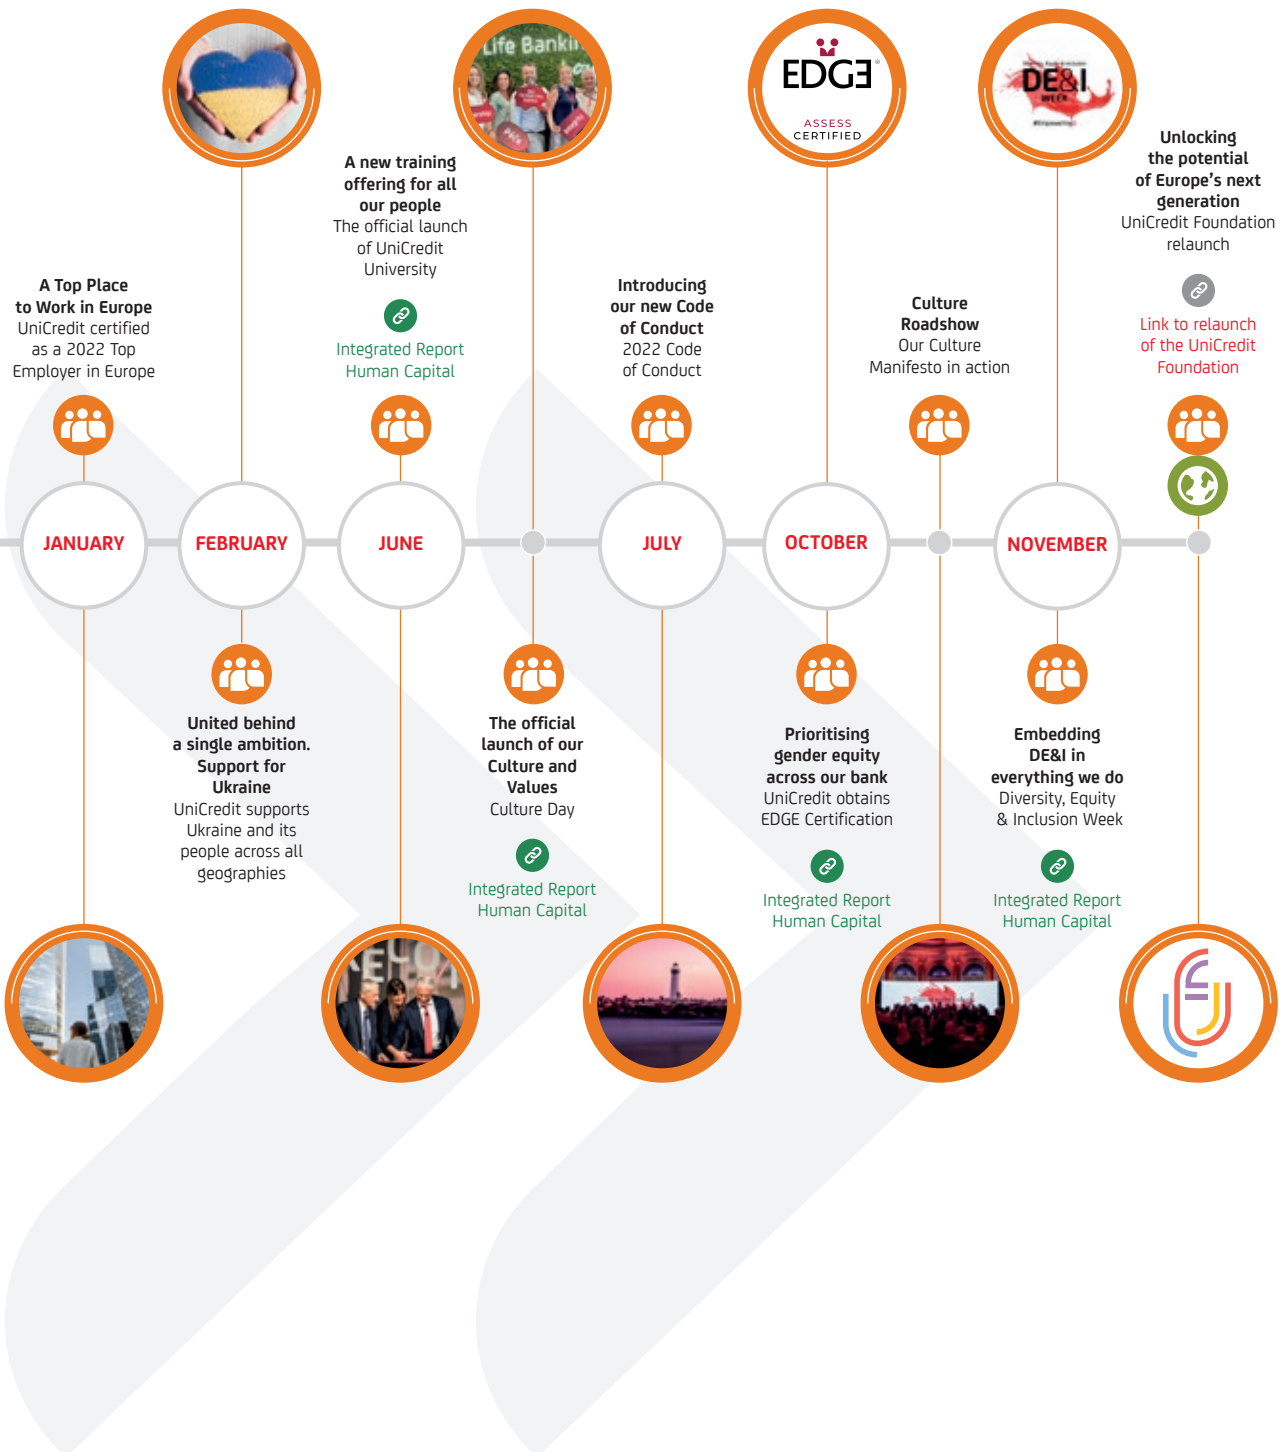 Life Banking
EDGE
®
ASSESS
CERTIFIED
DE&I
WEEK
A Top Place
to Work in Europe
UniCredit certified
as a 2022 Top
Employer in Europe
A new training
offering for all
our people
The official launch
of UniCredit
University
Integrated Report
Human Capital
Introducing
our new Code
of Conduct
2022 Code
of Conduct
Culture
Roadshow
Our Culture
Manifesto in action
Unlocking
the potential
of Europe's next
generation
UniCredit Foundation
relaunch
Link to relaunch
of the UniCredit
Foundation
JANUARY
FEBRUARY
JUNE
JULY
OCTOBER
NOVEMBER
United behind
a single ambition.
Support for
Ukraine
UniCredit supports
Ukraine and its
people across all
geographies
The official
launch of our
Culture and
Values
Culture Day
Integrated Report
Human Capital
Prioritising
gender equity
across our bank
UniCredit obtains
EDGE Certification
Integrated Report
Human Capital
Embedding
DE&I in
everything we do
Diversity, Equity
& Inclusion Week
Integrated Report
Human Capital